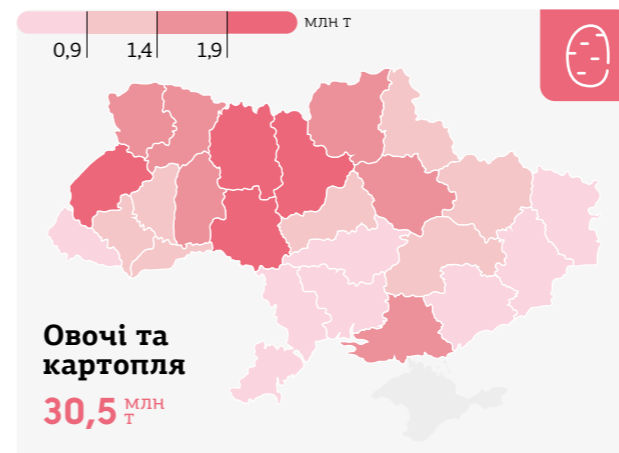 млн т
0,9 1,4 1,9
Овочі та
картопля
30,5 млн
т